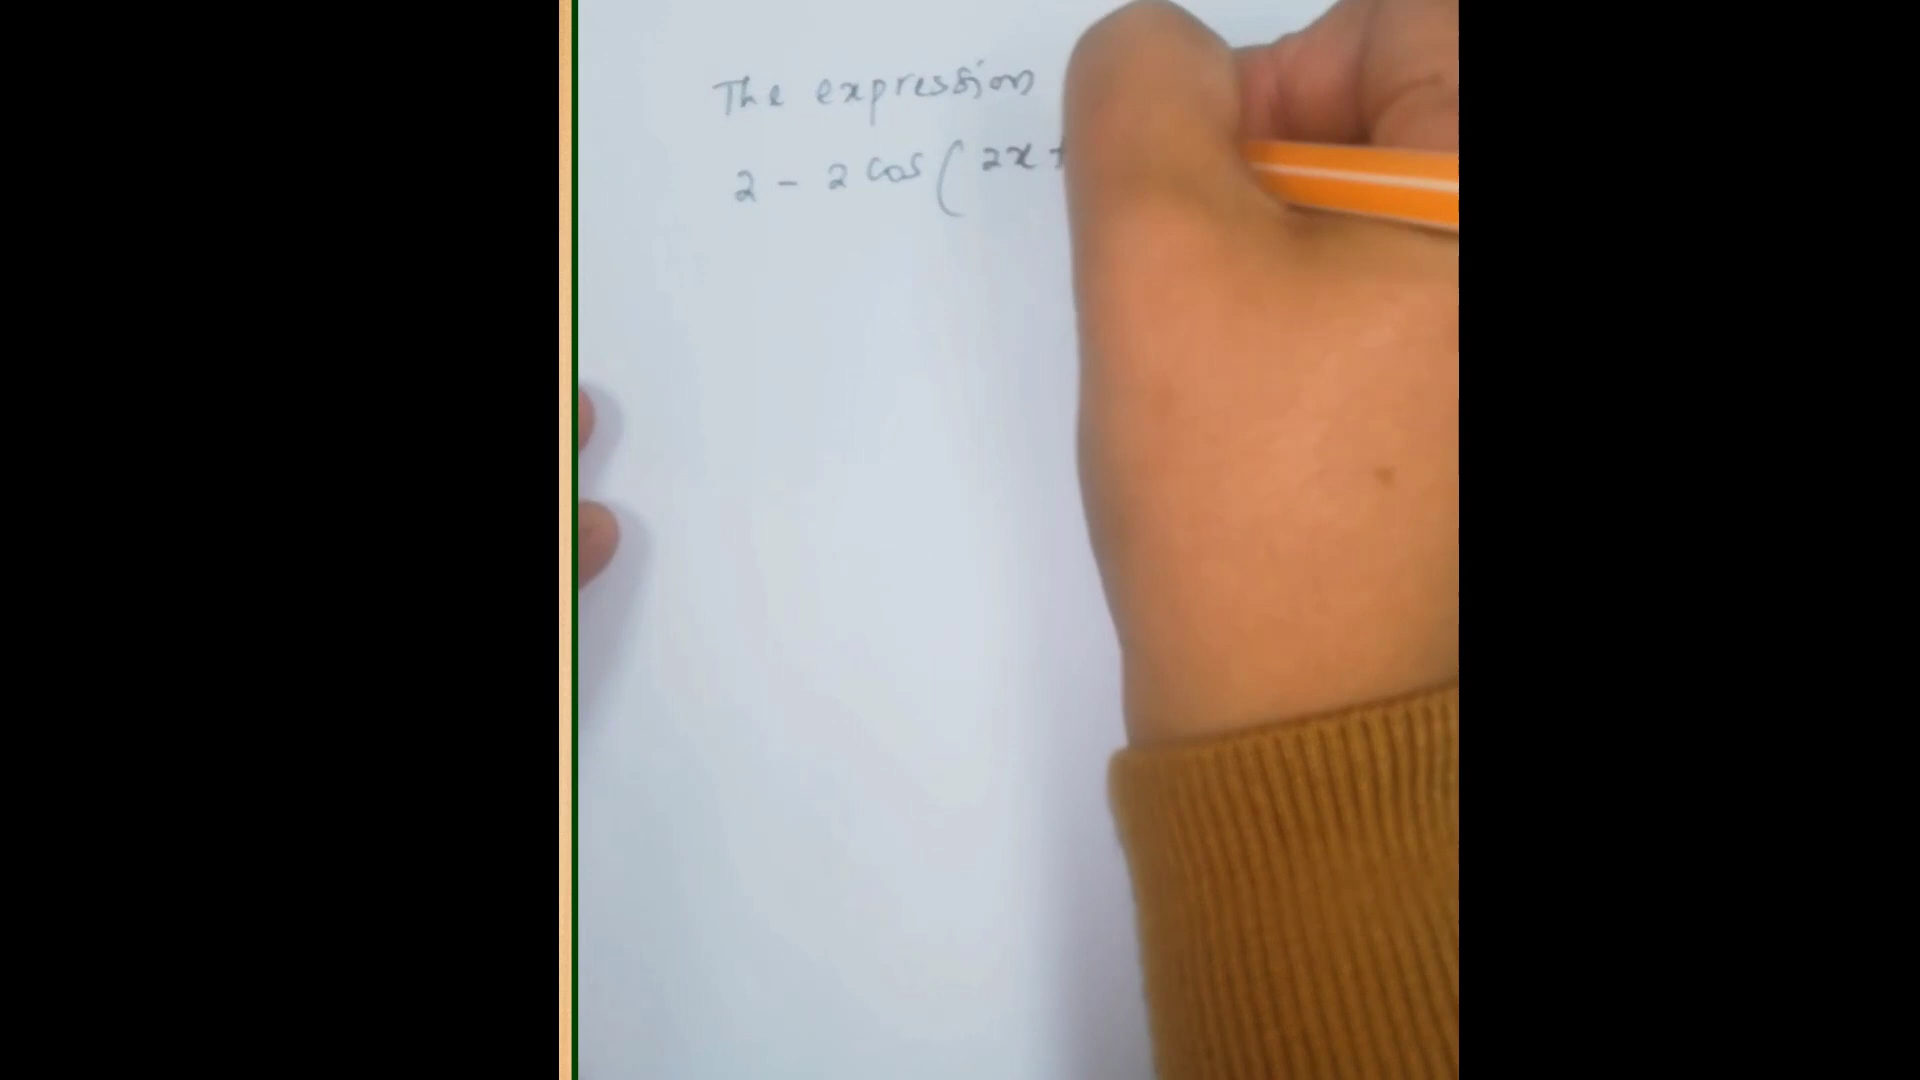 The expression
2 - 2 cos ( 2x +